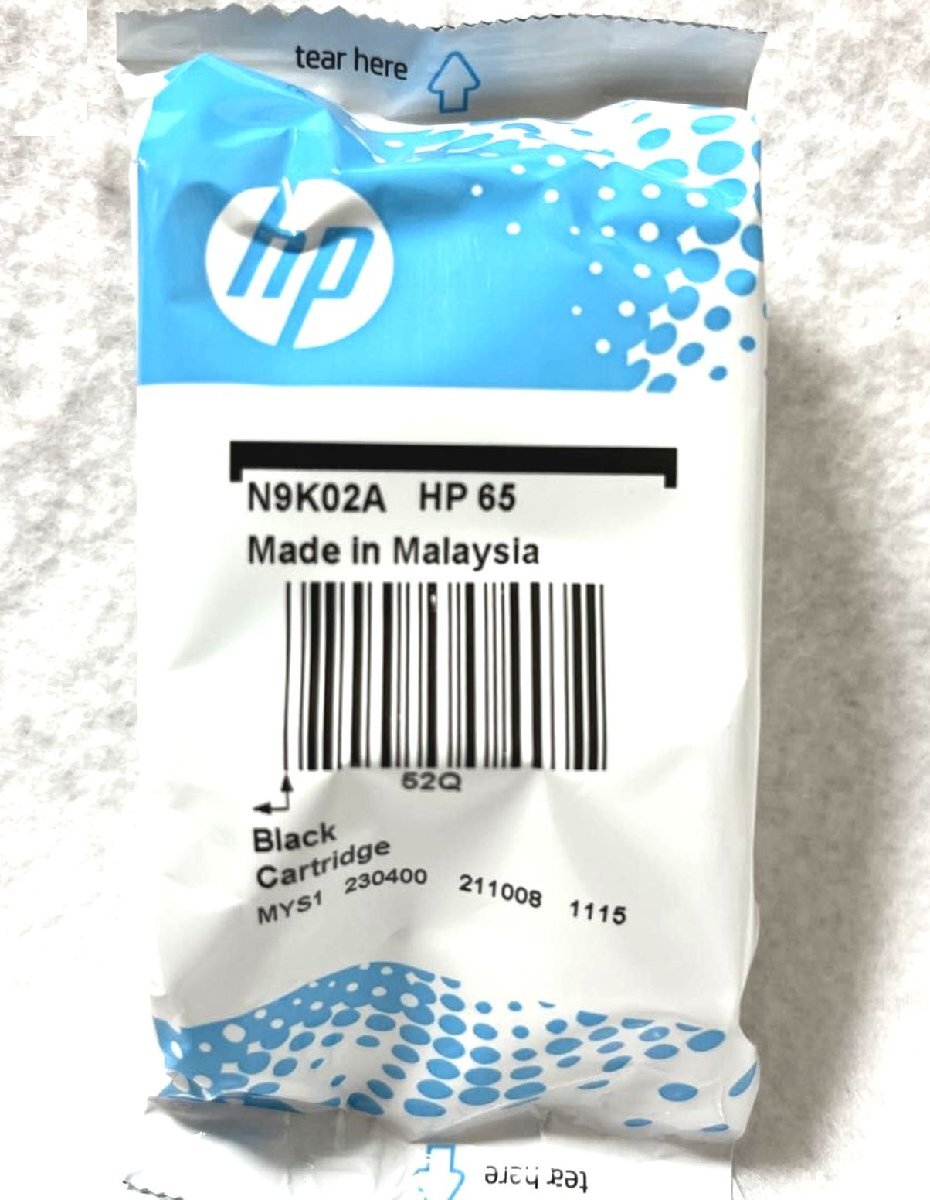 tear here
hp
N9K02A HP 65
Made in Malaysia
52Q
Black
Cartridge
MYS1 230400 211008 1115
tear here